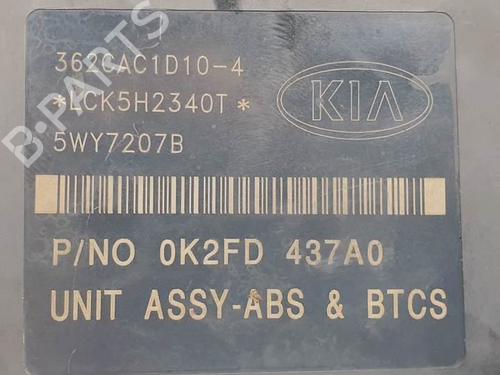 362CAC1D10-4
*LCK5H2340T*
5WY7207B
KIA
P/NO 0K2FD 437A0
UNIT ASSY-ABS & BTCS
B-PARTS